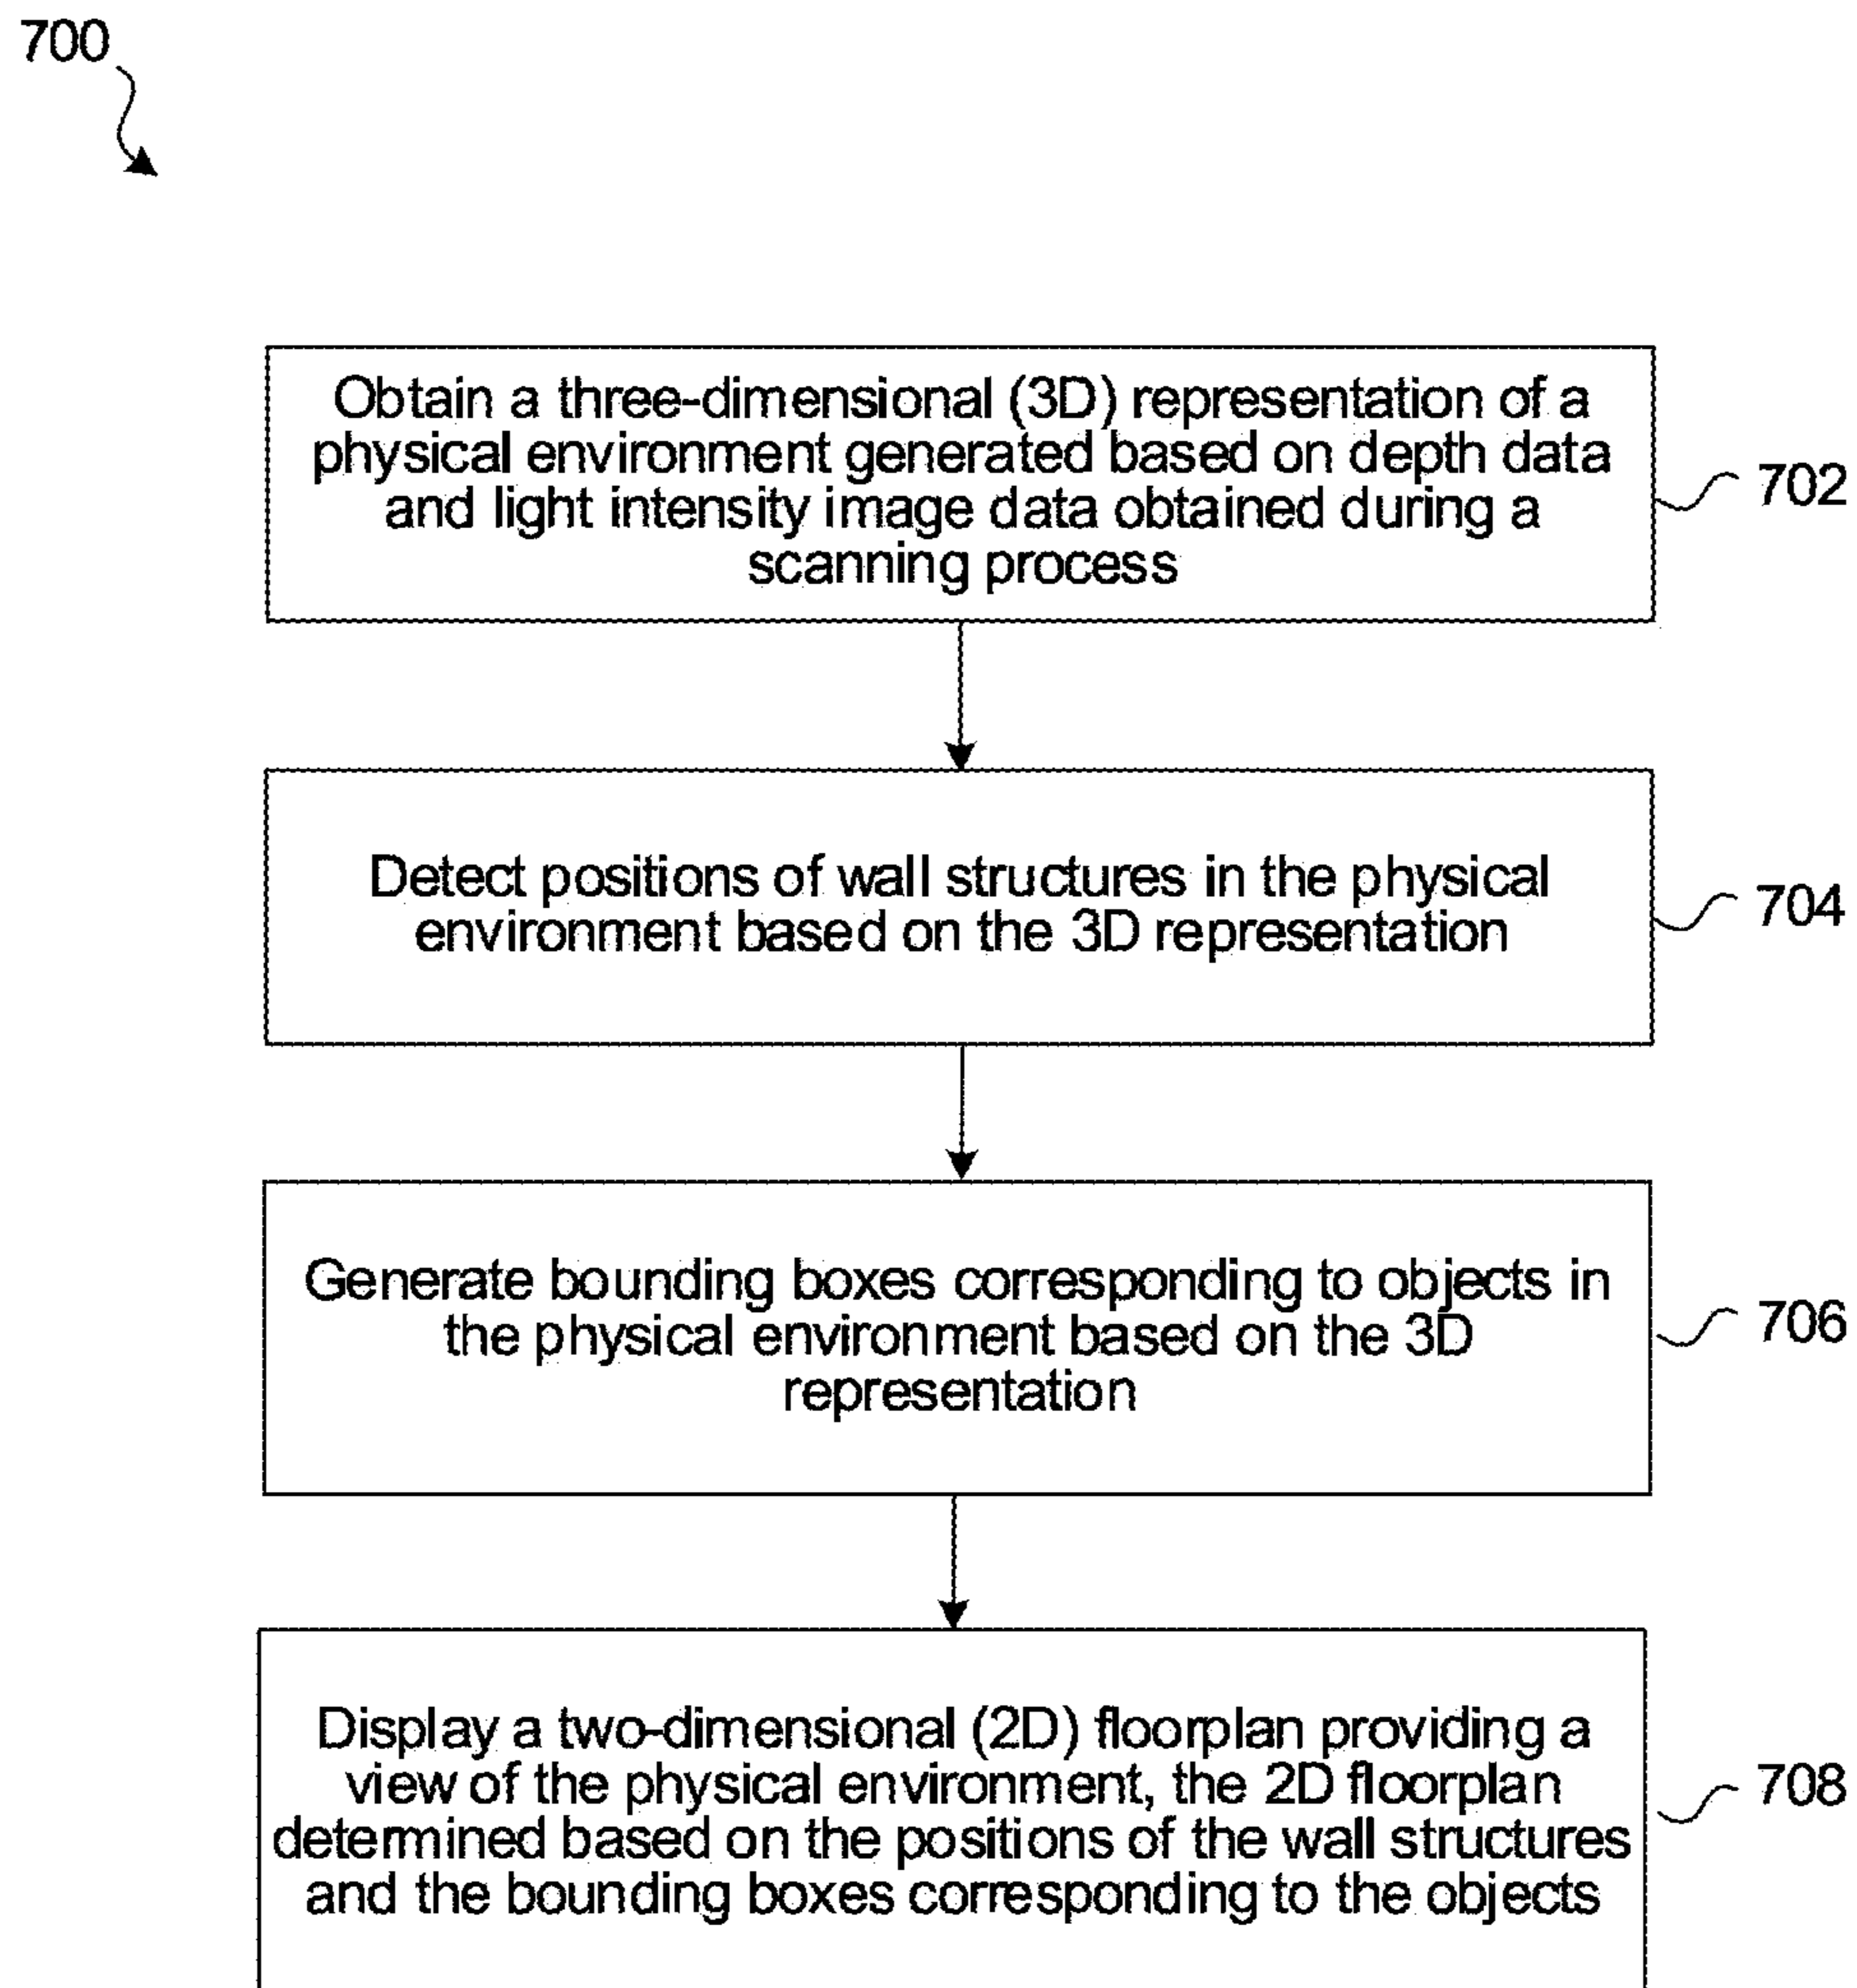 700
Obtain a three-dimensional (3D) representation of a
physical environment generated based on depth data
and light intensity image data obtained during a
scanning process
702
Detect positions of wall structures in the physical
environment based on the 3D representation
704
Generate bounding boxes corresponding to objects in
the physical environment based on the 3D
representation
706
Display a two-dimensional (2D) floorplan providing a
view of the physical environment, the 2D floorplan
determined based on the positions of the wall structures
and the bounding boxes corresponding to the objects
708